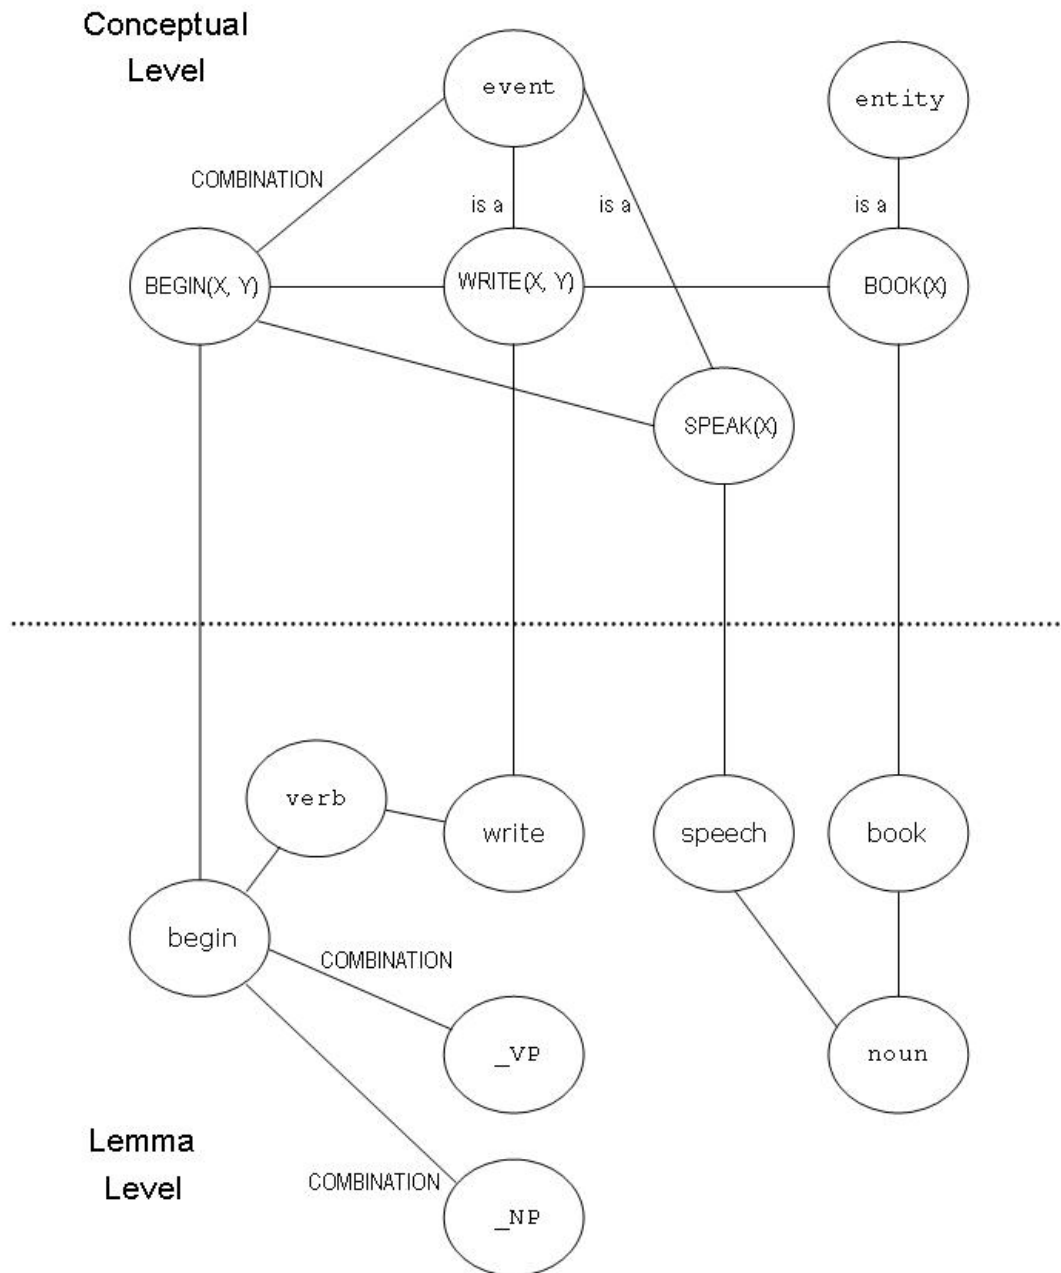 Conceptual
Level
event
entity
COMBINATION
is a
is a
is a
BEGIN(X, Y)
WRITE(X, Y)
BOOK(X)
SPEAK(X)
verb
write
speech
book
begin
COMBINATION
_VP
noun
Lemma
Level
COMBINATION
_NP